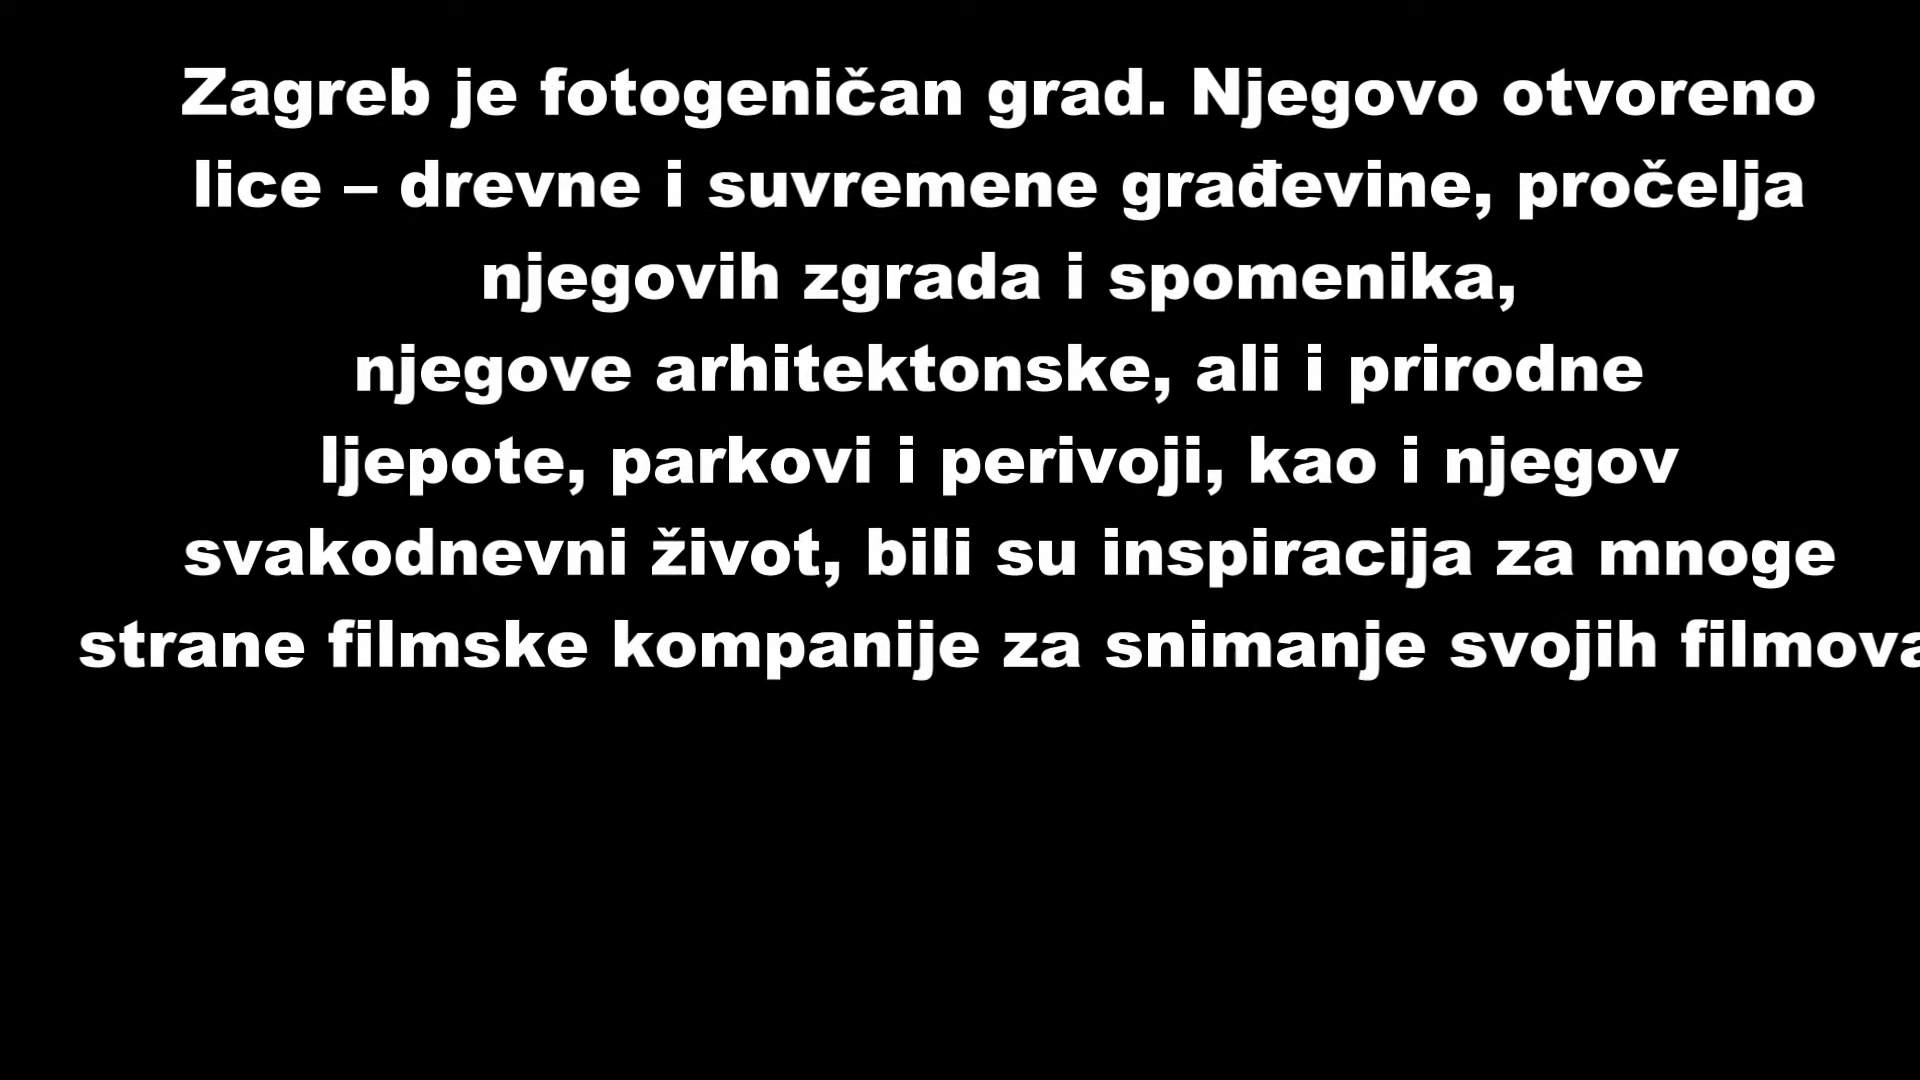 Zagreb je fotogeničan grad. Njegovo otvoreno
lice – drevne i suvremene građevine, pročelja
njegovih zgrada i spomenika,
njegove arhitektonske, ali i prirodne
ljepote, parkovi i perivoji, kao i njegov
svakodnevni život, bili su inspiracija za mnoge
strane filmske kompanije za snimanje svojih filmova